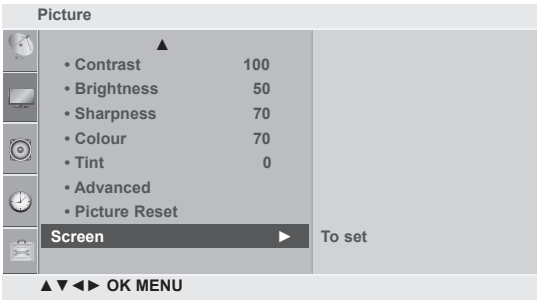 Picture
▲
• Contrast 100
• Brightness 50
• Sharpness 70
• Colour 70
• Tint 0
• Advanced
• Picture Reset
Screen ► To set
▲▼◄► OK MENU